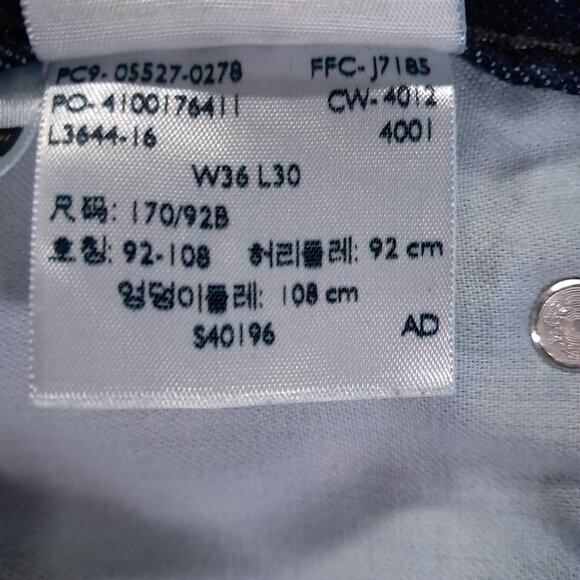 PC9- 05527-0278 FFC- J7185
PO- 4100176411 CW- 4012
L3644-16 4001
W36 L30
尺码: 170/92B
호칭: 92-108 허리둘레: 92 cm
엉덩이둘레: 108 cm
S40196 AD